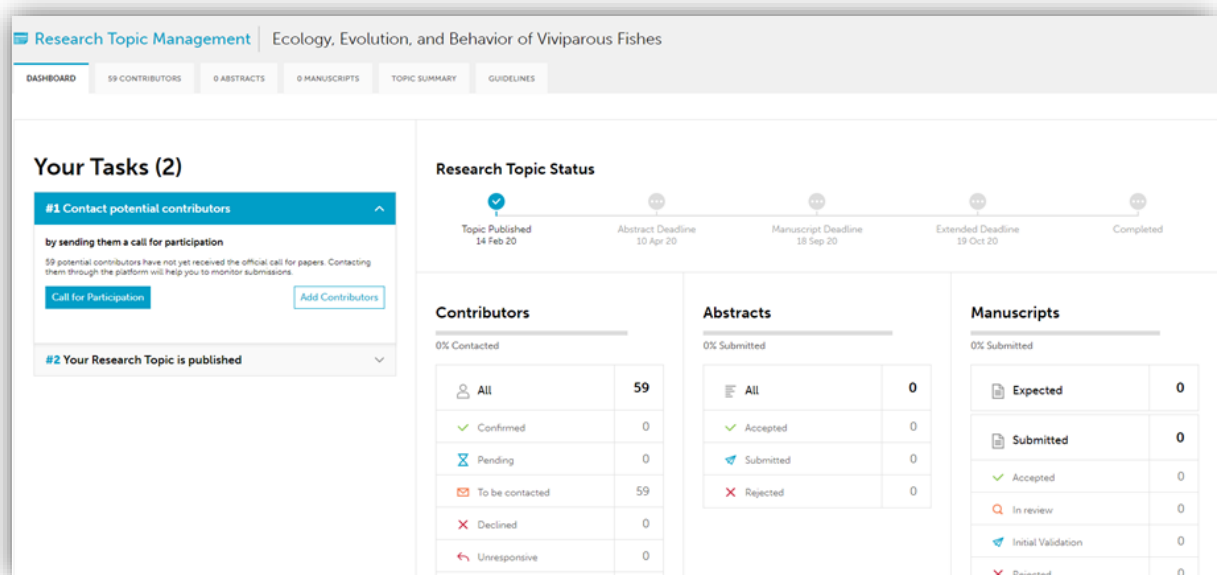 Research Topic Management | Ecology, Evolution, and Behavior of Viviparous Fishes
DASHBOARD 59 CONTRIBUTORS 0 ABSTRACTS 0 MANUSCRIPTS TOPIC SUMMARY GUIDELINES
Your Tasks (2)
#1 Contact potential contributors
by sending them a call for participation
59 potential contributors have not yet received the official call for papers. Contacting
them through the platform will help you to monitor submissions.
Call for Participation Add Contributors
#2 Your Research Topic is published
Research Topic Status
Topic Published Abstract Deadline Manuscript Deadline Extended Deadline Completed
14 Feb 20 10 Apr 20 18 Sep 20 19 Oct 20
Contributors
0% Contacted
All 59
Confirmed 0
Pending 0
To be contacted 59
Declined 0
Unresponsive 0
Abstracts
0% Submitted
All 0
Accepted 0
Submitted 0
Rejected 0
Manuscripts
0% Submitted
Expected 0
Submitted 0
Accepted 0
In review 0
Initial Validation 0
Rejected 0